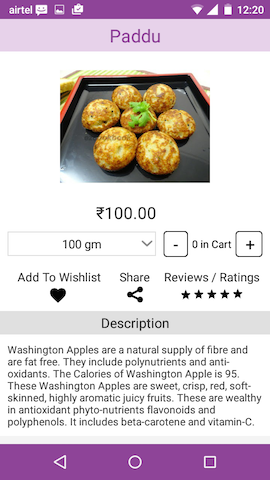 airtel 12:20
Paddu
₹100.00
100 gm - 0 in Cart +
Add To Wishlist Share Reviews / Ratings
Description
Washington Apples are a natural supply of fibre and
are fat free. They include polynutrients and anti-
oxidants. The Calories of Washington Apple is 95.
These Washington Apples are sweet, crisp, red, soft-
skinned, highly aromatic juicy fruits. These are wealthy
in antioxidant phyto-nutrients flavonoids and
polyphenols. It includes beta-carotene and vitamin-C.